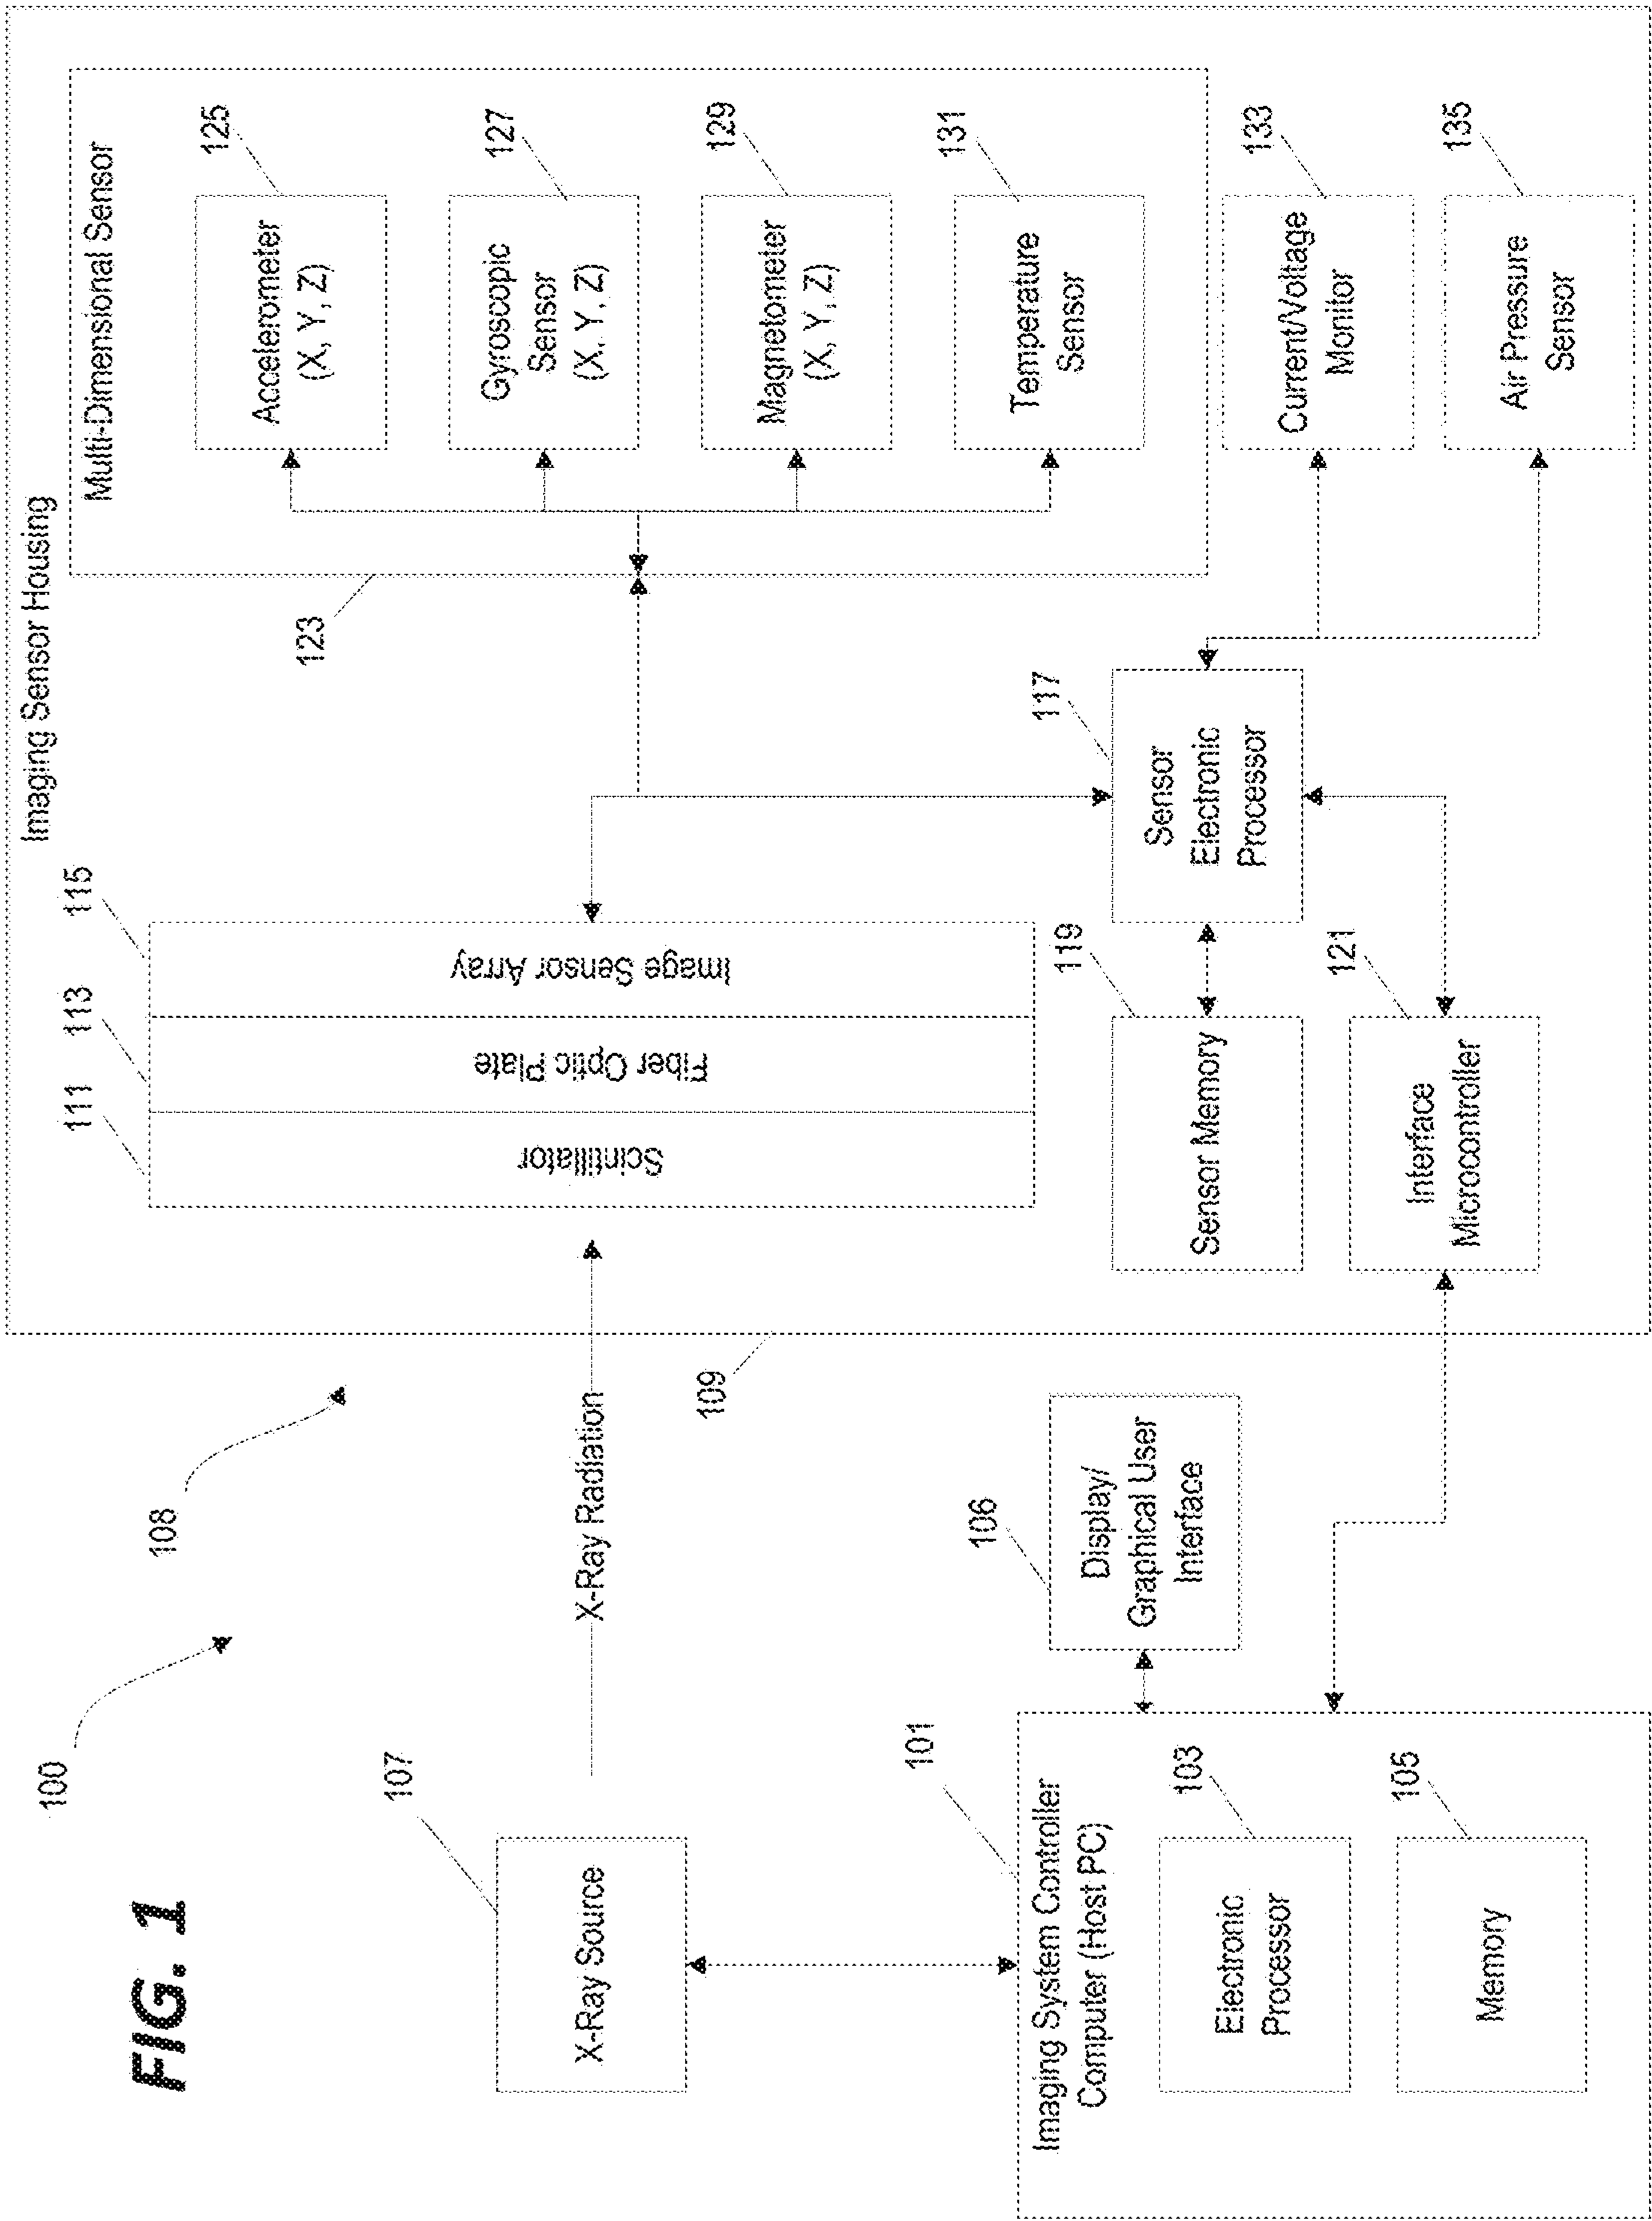 FIG. 1
100
108
107
X-Ray Source
X-Ray Radiation
101
Imaging System Controller
Computer (Host PC)
103
Electronic
Processor
105
Memory
106
Display/
Graphical User
Interface
109
Imaging Sensor Housing
111
113
115
Scintillator
Fiber Optic Plate
Image Sensor Array
117
Sensor
Electronic
Processor
119
Sensor Memory
121
Interface
Microcontroller
123
Multi-Dimensional Sensor
125
Accelerometer
(X, Y, Z)
127
Gyroscopic
Sensor
(X, Y, Z)
129
Magnetometer
(X, Y, Z)
131
Temperature
Sensor
133
Current/Voltage
Monitor
135
Air Pressure
Sensor